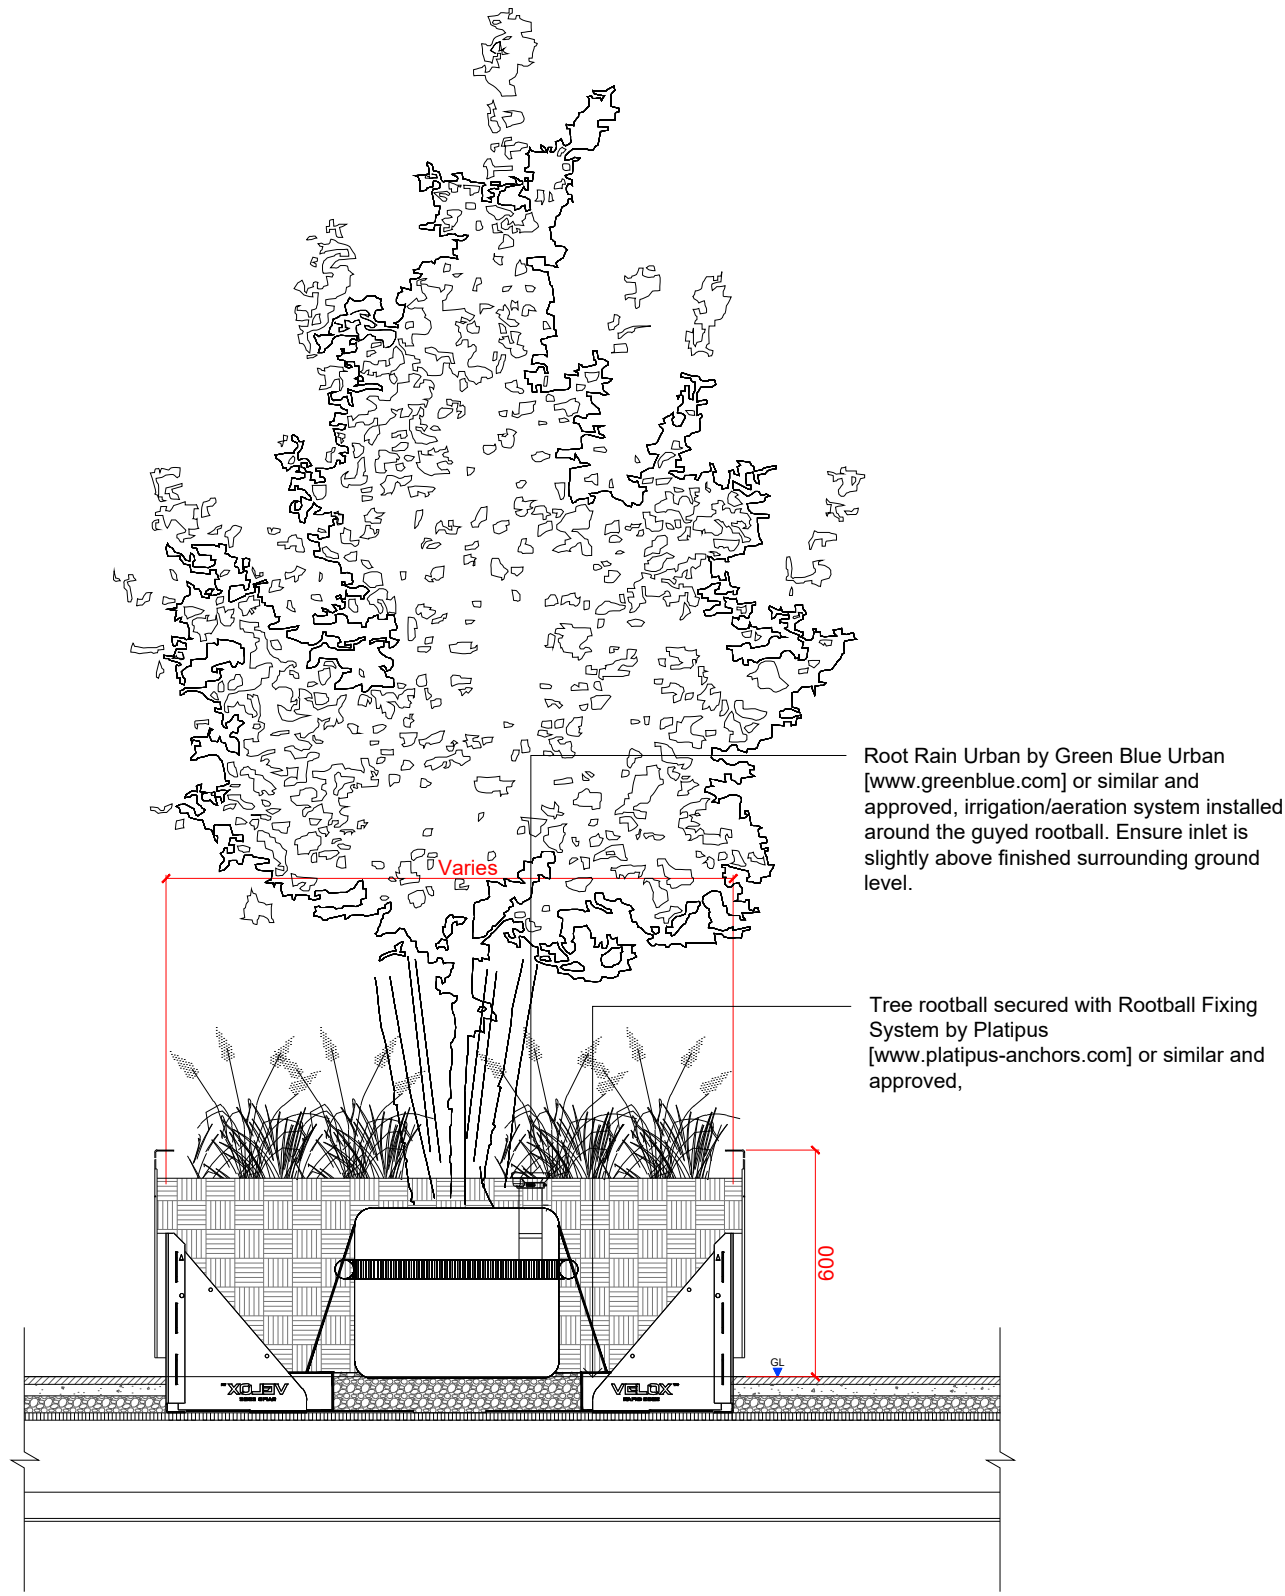 Root Rain Urban by Green Blue Urban
[www.greenblue.com] or similar and
approved, irrigation/aeration system installed
around the guyed rootball. Ensure inlet is
slightly above finished surrounding ground
level.
Varies
Tree rootball secured with Rootball Fixing
System by Platipus
[www.platipus-anchors.com] or similar and
approved,
600
GL
VELOX™
VELOX™